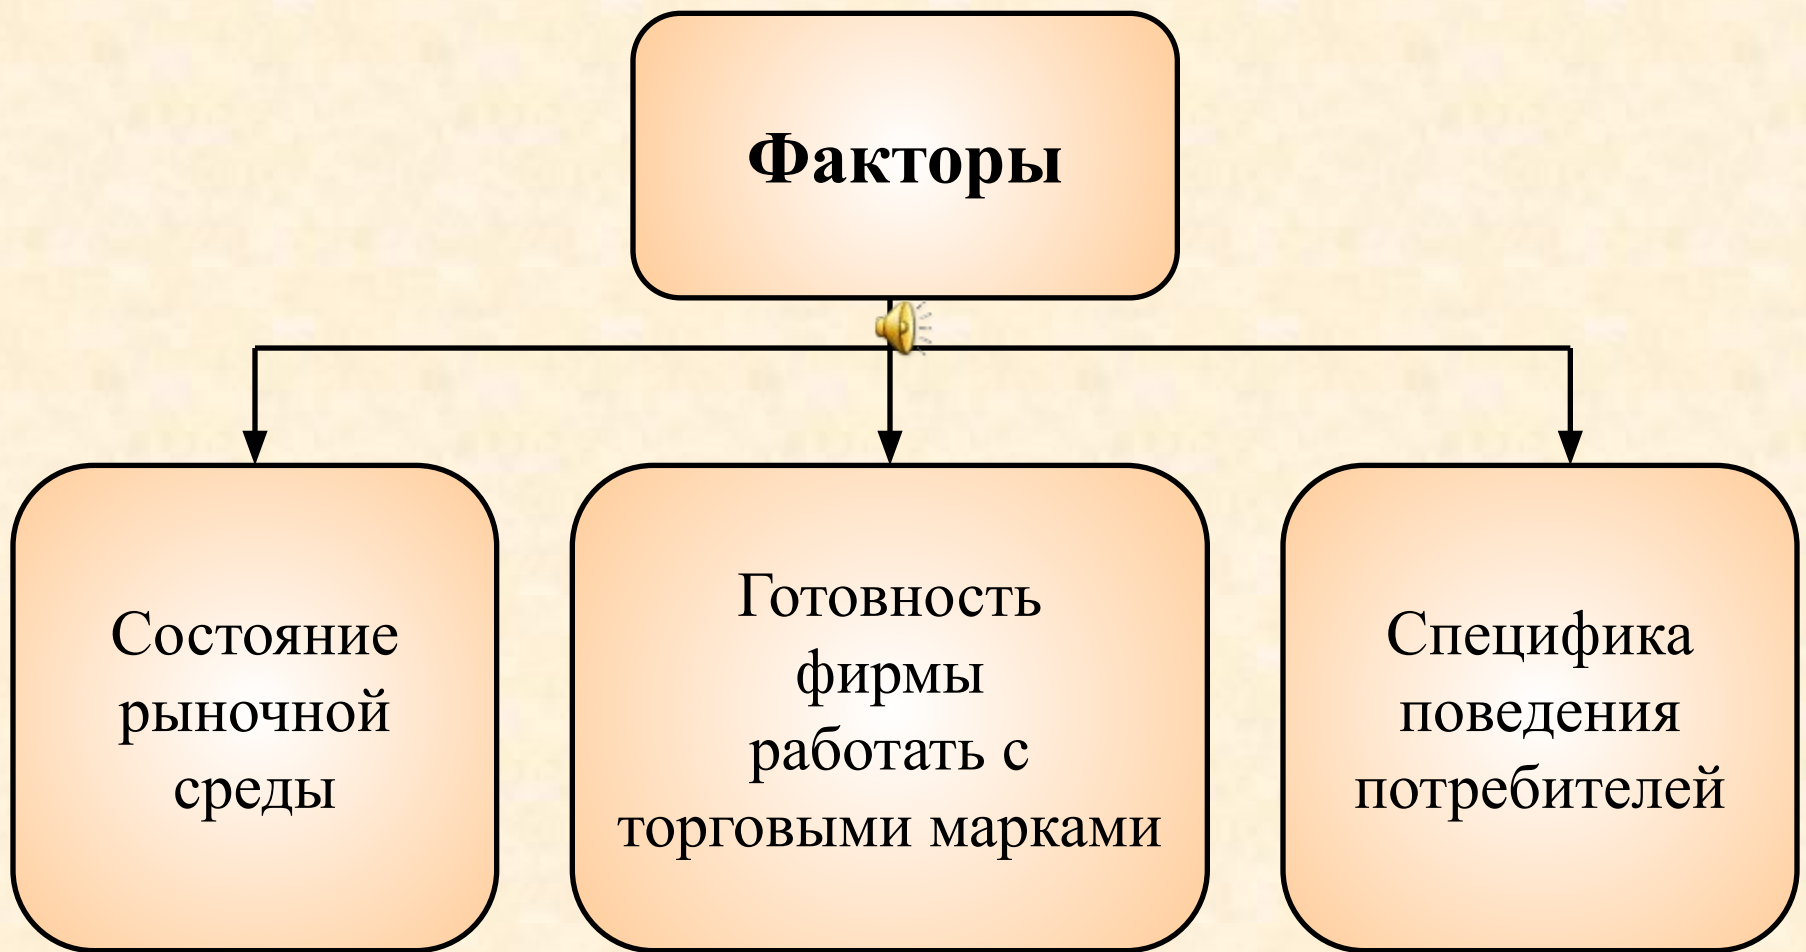 Факторы
Состояние
рыночной
среды
Готовность
фирмы
работать с
торговыми марками
Специфика
поведения
потребителей